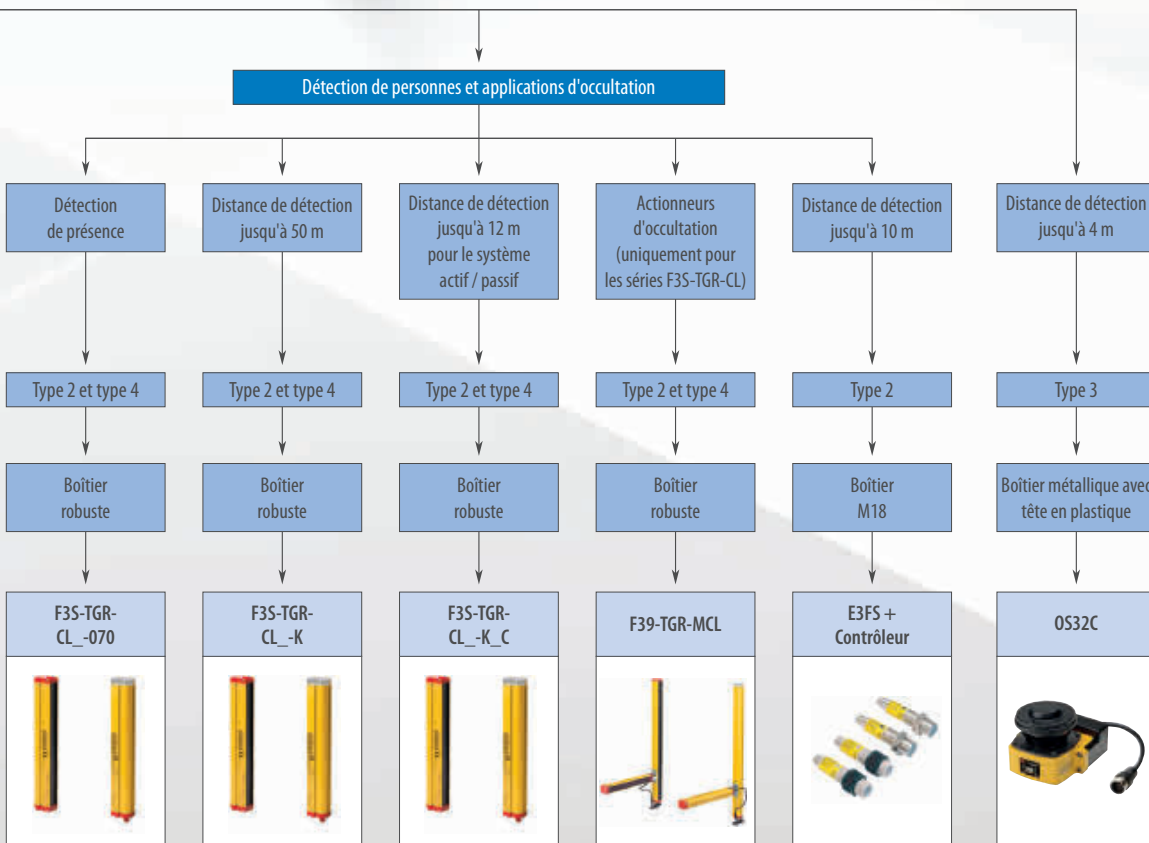 Détection de personnes et applications d'occultation
Détection
de présence
Distance de détection
jusqu'à 50 m
Distance de détection
jusqu'à 12 m
pour le système
actif / passif
Actionneurs
d'occultation
(uniquement pour
les séries F3S-TGR-CL)
Distance de détection
jusqu'à 10 m
Distance de détection
jusqu'à 4 m
Type 2 et type 4
Type 2 et type 4
Type 2 et type 4
Type 2 et type 4
Type 2
Type 3
Boîtier
robuste
Boîtier
robuste
Boîtier
robuste
Boîtier
robuste
Boîtier
M18
Boîtier métallique avec
tête en plastique
F3S-TGR-
CL_-070
F3S-TGR-
CL_-K
F3S-TGR-
CL_-K_C
F39-TGR-MCL
E3FS +
Contrôleur
OS32C